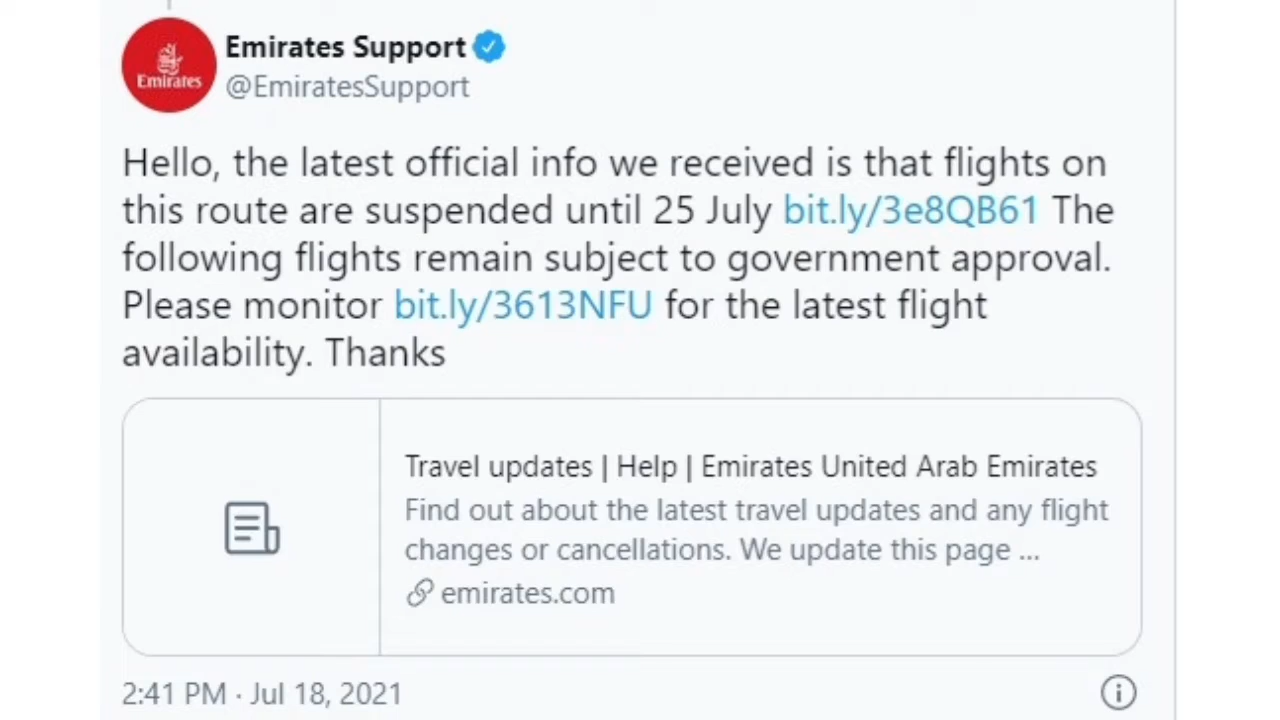 Emirates
Emirates Support
@EmiratesSupport
Hello, the latest official info we received is that flights on
this route are suspended until 25 July bit.ly/3e8QB61 The
following flights remain subject to government approval.
Please monitor bit.ly/3613NFU for the latest flight
availability. Thanks
Travel updates | Help | Emirates United Arab Emirates
Find out about the latest travel updates and any flight
changes or cancellations. We update this page ...
emirates.com
2:41 PM · Jul 18, 2021